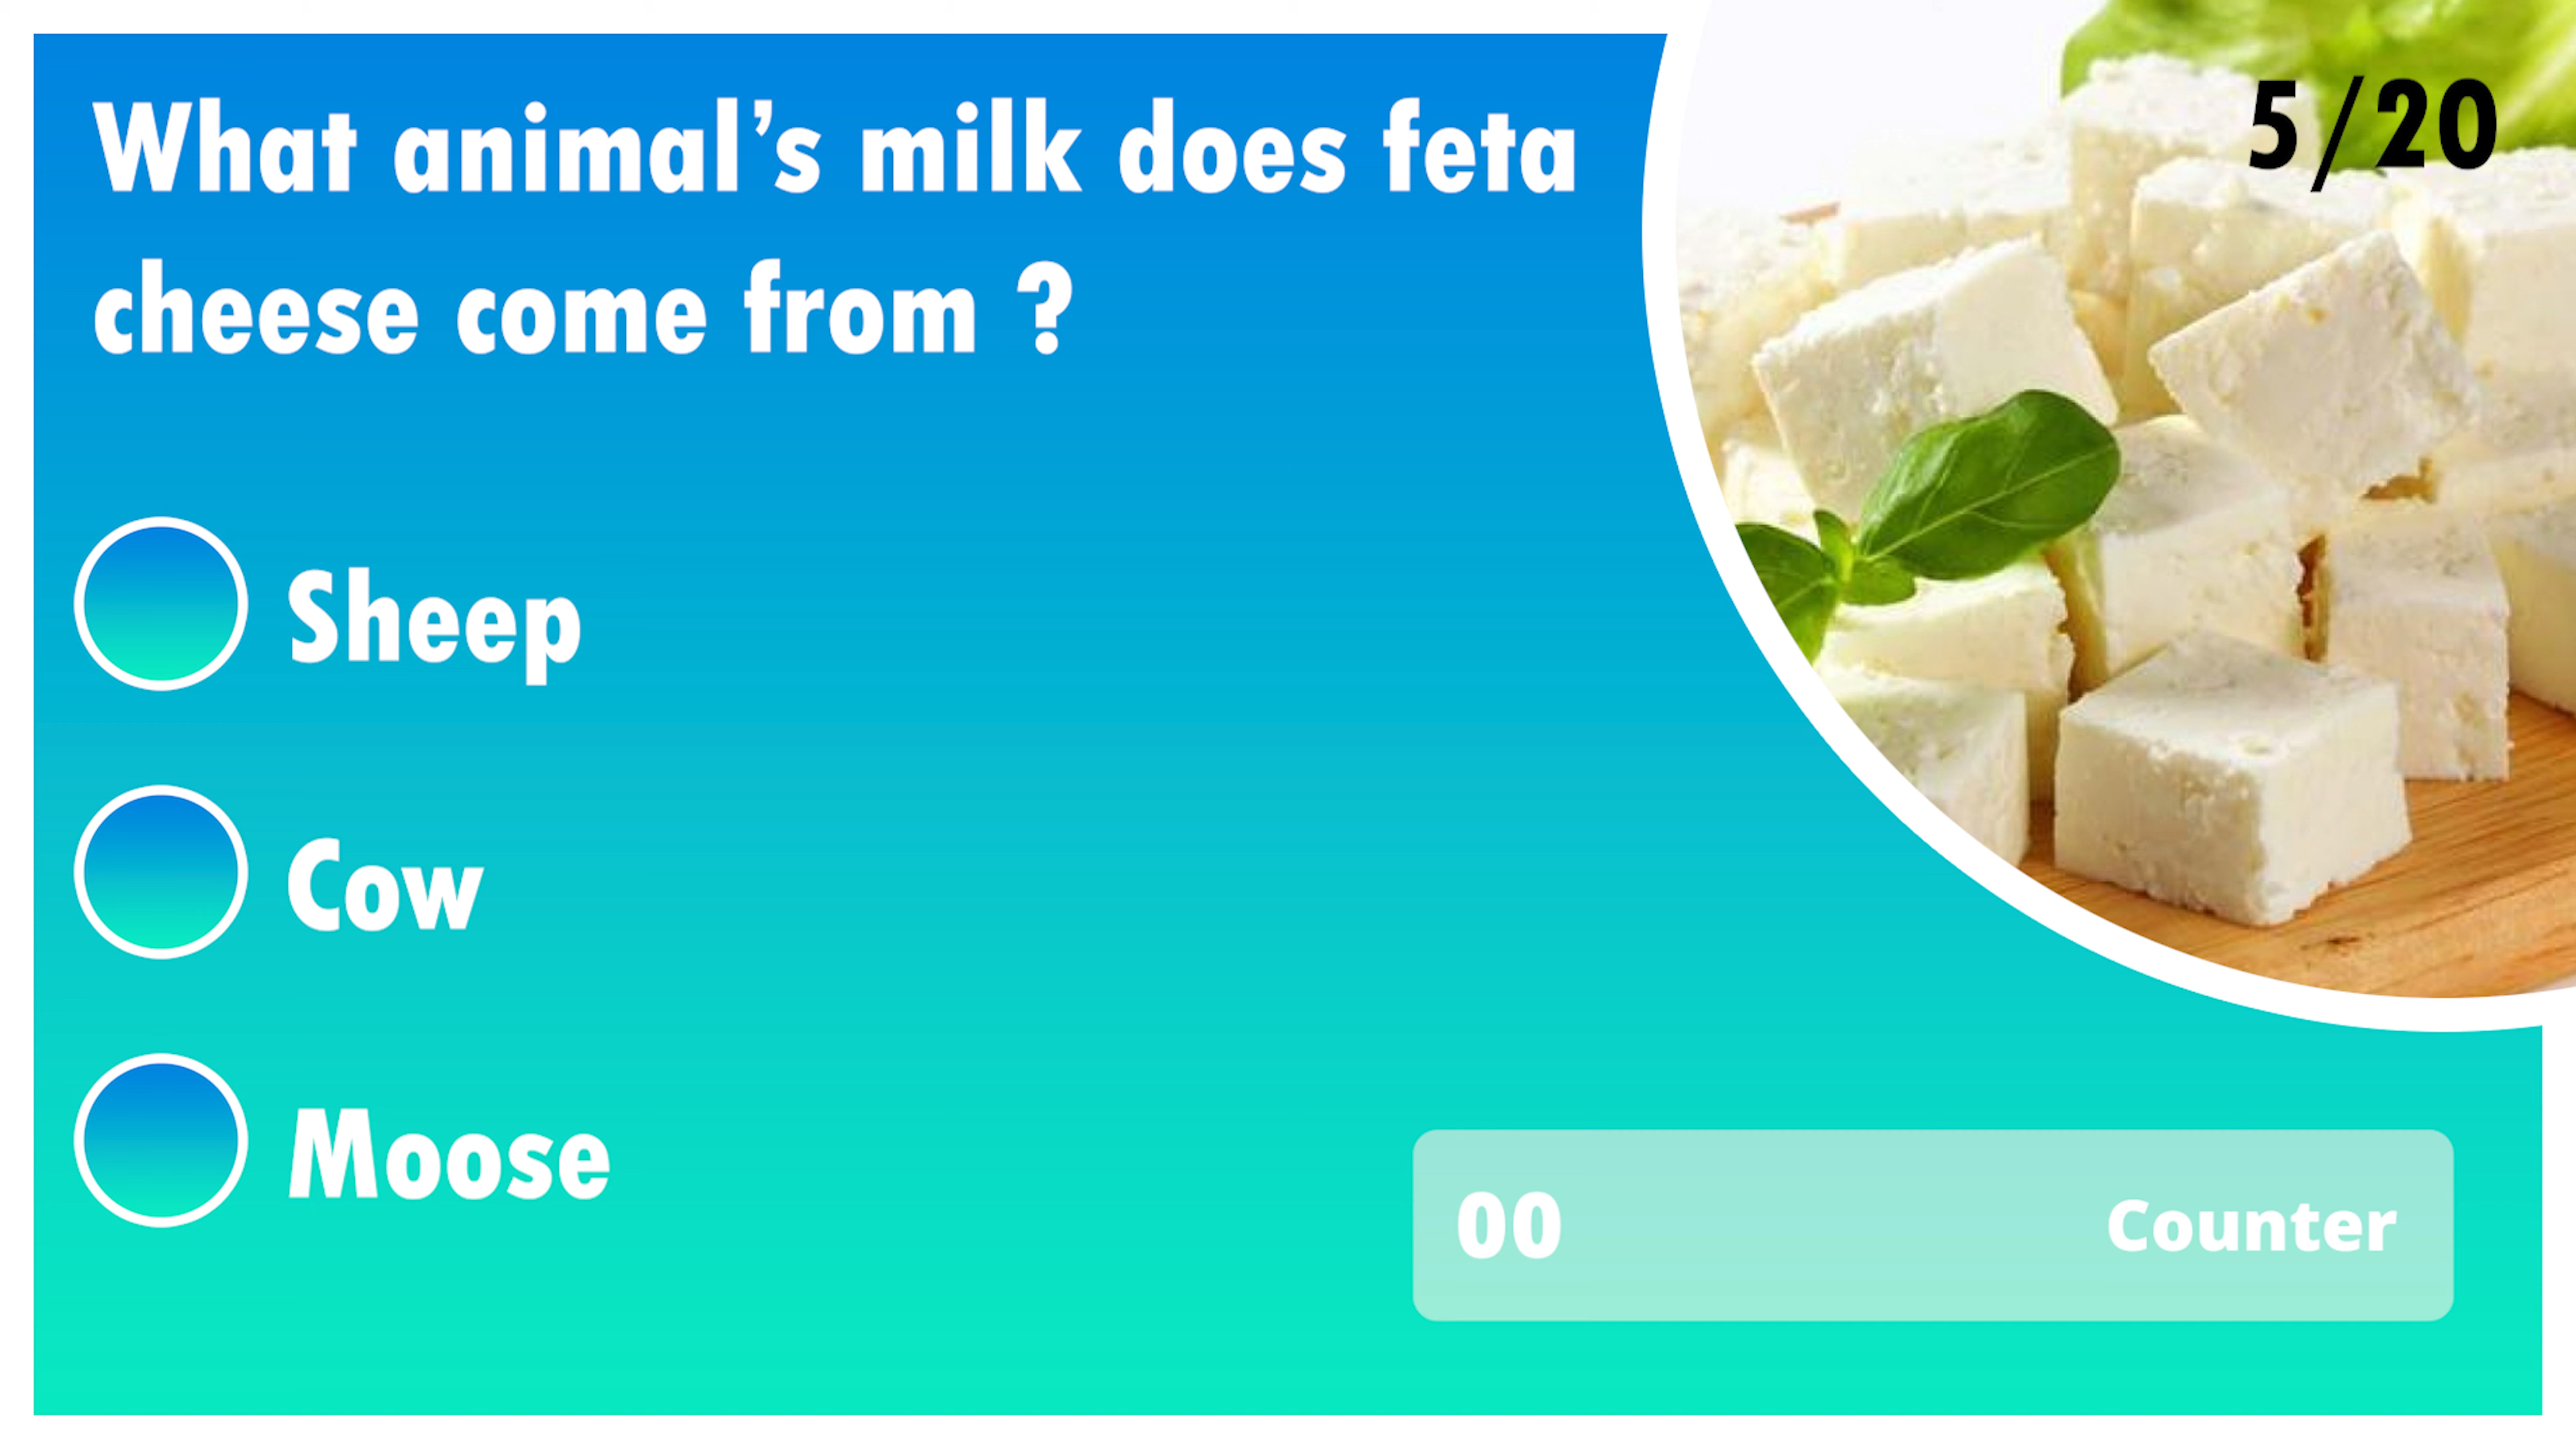 What animal’s milk does feta
cheese come from ?
5/20
Sheep
Cow
Moose
00
Counter